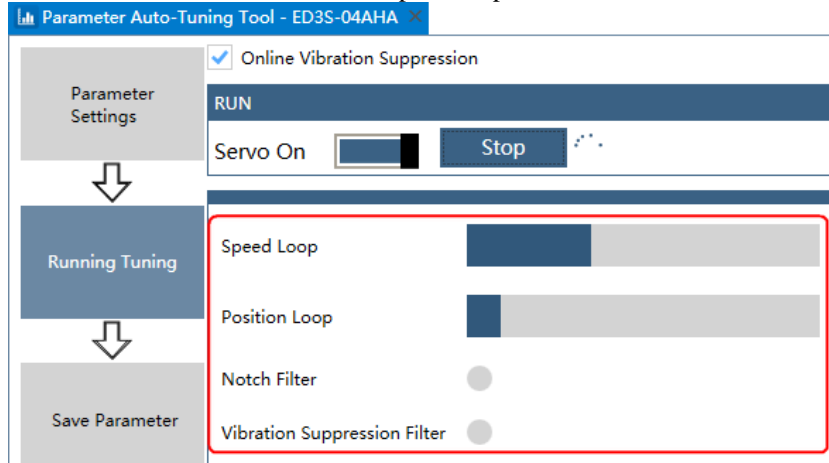 Parameter Auto-Tuning Tool - ED3S-04AHA
Online Vibration Suppression
Parameter
Settings
RUN
Servo On
Stop
Running Tuning
Speed Loop
Position Loop
Notch Filter
Save Parameter
Vibration Suppression Filter